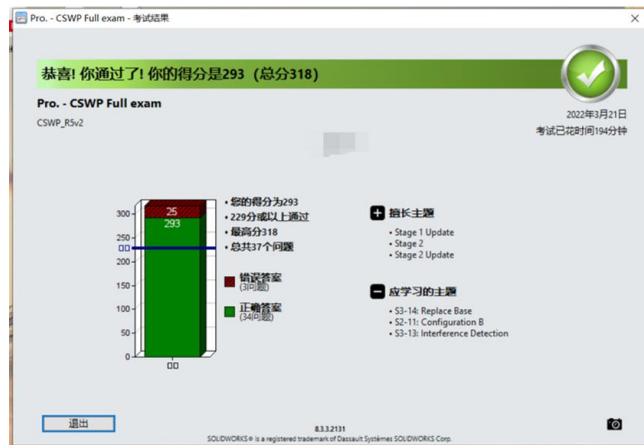 Pro. - CSWP Full exam - 考试结果
恭喜! 你通过了! 你的得分是293（总分318）
Pro. - CSWP Full exam
CSWP_R5v2
2022年3月21日
考试已花时间194分钟
300
250
200
150
100
50
0
25
293
• 您的得分为293
• 229分或以上通过
• 最高分318
• 总共37个问题
错误答案
(3问题)
正确答案
(34问题)
擅长主题
• Stage 1 Update
• Stage 2
• Stage 2 Update
应学习的主题
• S3-14: Replace Base
• S2-11: Configuration B
• S3-13: Interference Detection
退出
8.3.3.2131
SOLIDWORKS® is a registered trademark of Dassault Systèmes SOLIDWORKS Corp.